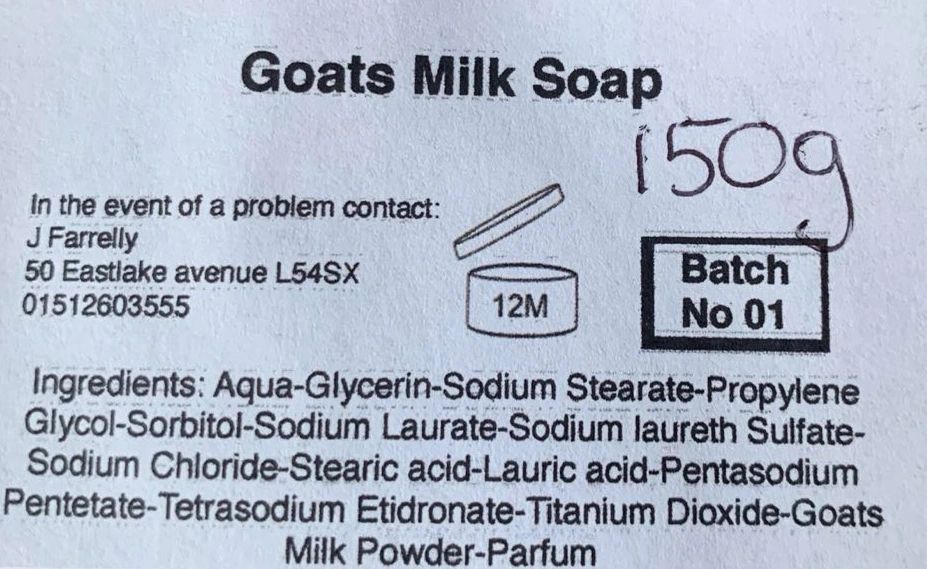 Goats Milk Soap
150g
In the event of a problem contact:
J Farrelly
50 Eastlake avenue L54SX
01512603555
12M
Batch
No 01
Ingredients: Aqua-Glycerin-Sodium Stearate-Propylene
Glycol-Sorbitol-Sodium Laurate-Sodium laureth Sulfate-
Sodium Chloride-Stearic acid-Lauric acid-Pentasodium
Pentetate-Tetrasodium Etidronate-Titanium Dioxide-Goats
Milk Powder-Parfum